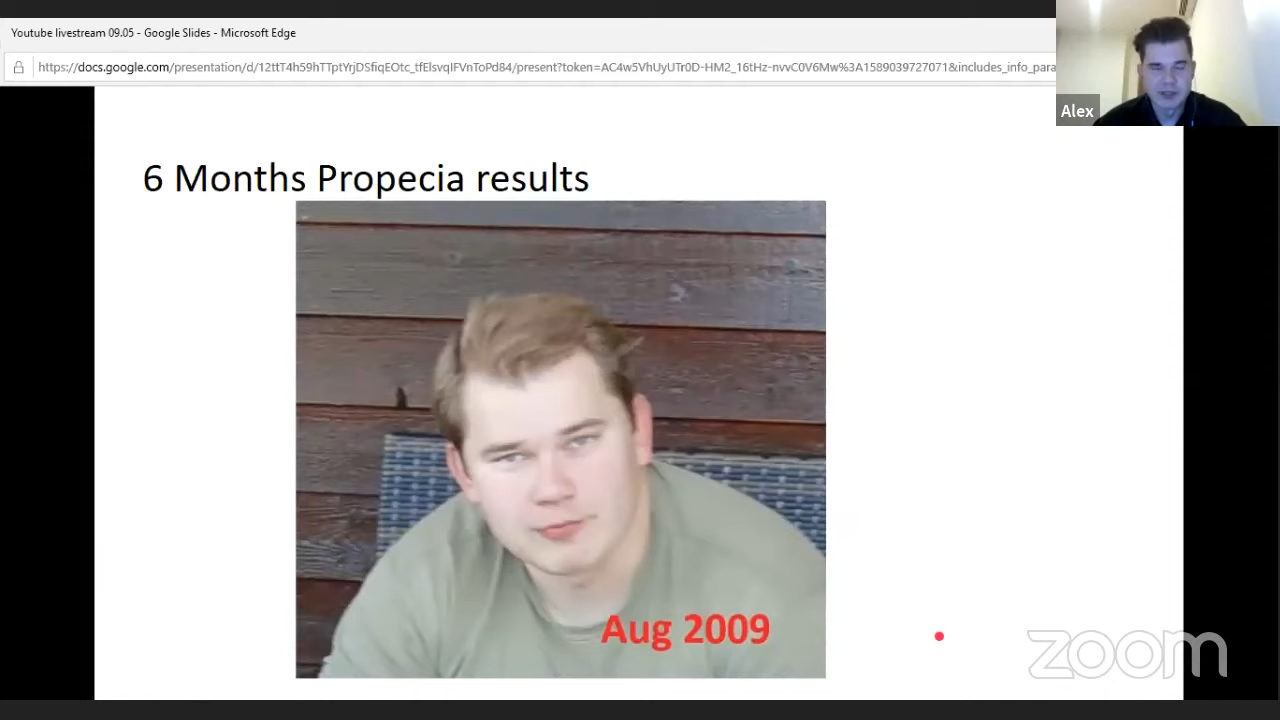 Youtube livestream 09.05 - Google Slides - Microsoft Edge
https://docs.google.com/presentation/d/12ttT4h59hTTptYrjDSfiqEOtc_tfElsvqIFVnToPd84/present?token=AC4w5VhUyUTr0D-HM2_16tHz-nvvC0V6Mw%3A1589039727071&includes_info_para
Alex
6 Months Propecia results
Aug 2009
zoom